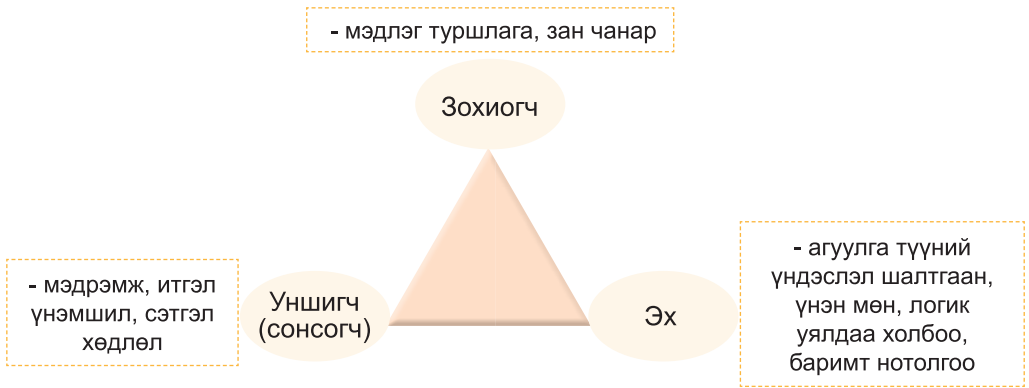 - мэдлэг туршлага, зан чанар
Зохиогч
- мэдрэмж, итгэл
үнэмшил, сэтгэл
хөдлөл
Уншигч
(сонсогч)
Эх
- агуулга түүний
үндэслэл шалтгаан,
үнэн мөн, логик
уялдаа холбоо,
баримт нотолгоо